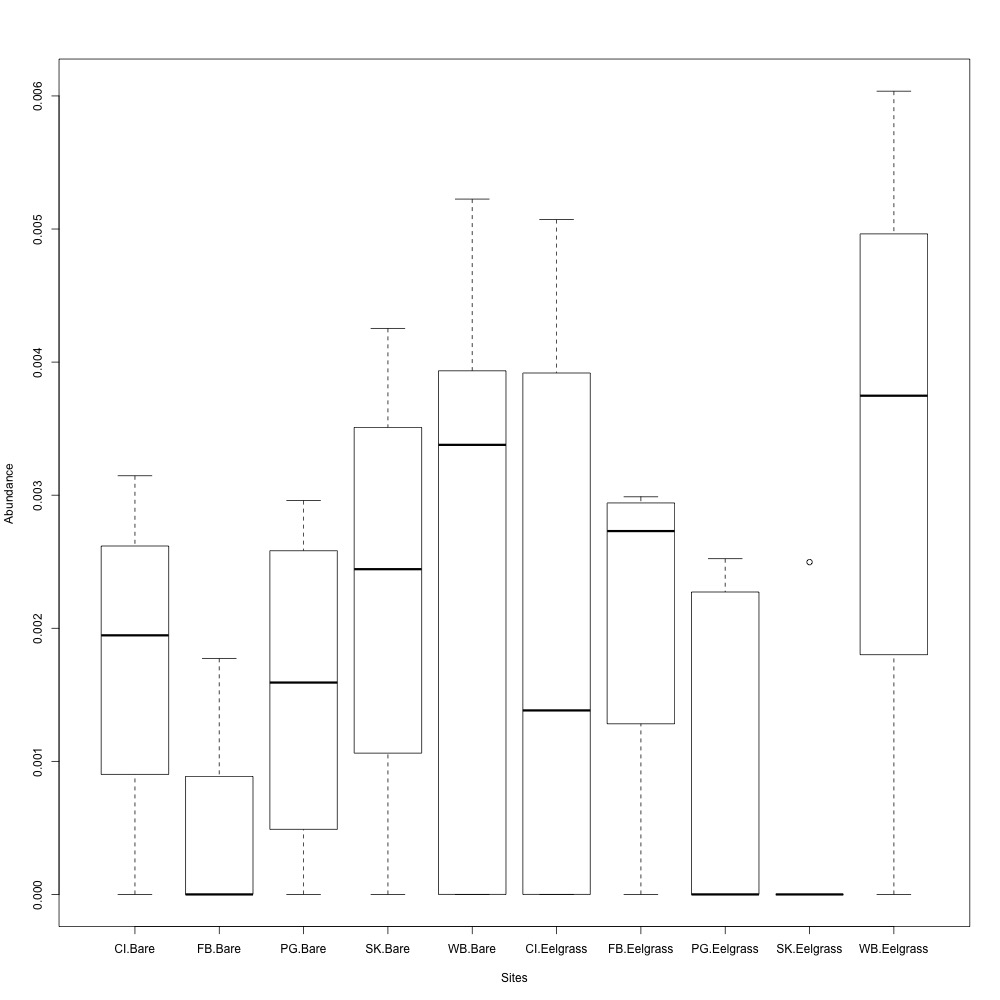 0.006
0.005
0.004
0.003
0.002
0.001
0.000
Abundance
CI.Bare FB.Bare PG.Bare SK.Bare WB.Bare CI.Eelgrass FB.Eelgrass PG.Eelgrass SK.Eelgrass WB.Eelgrass
Sites